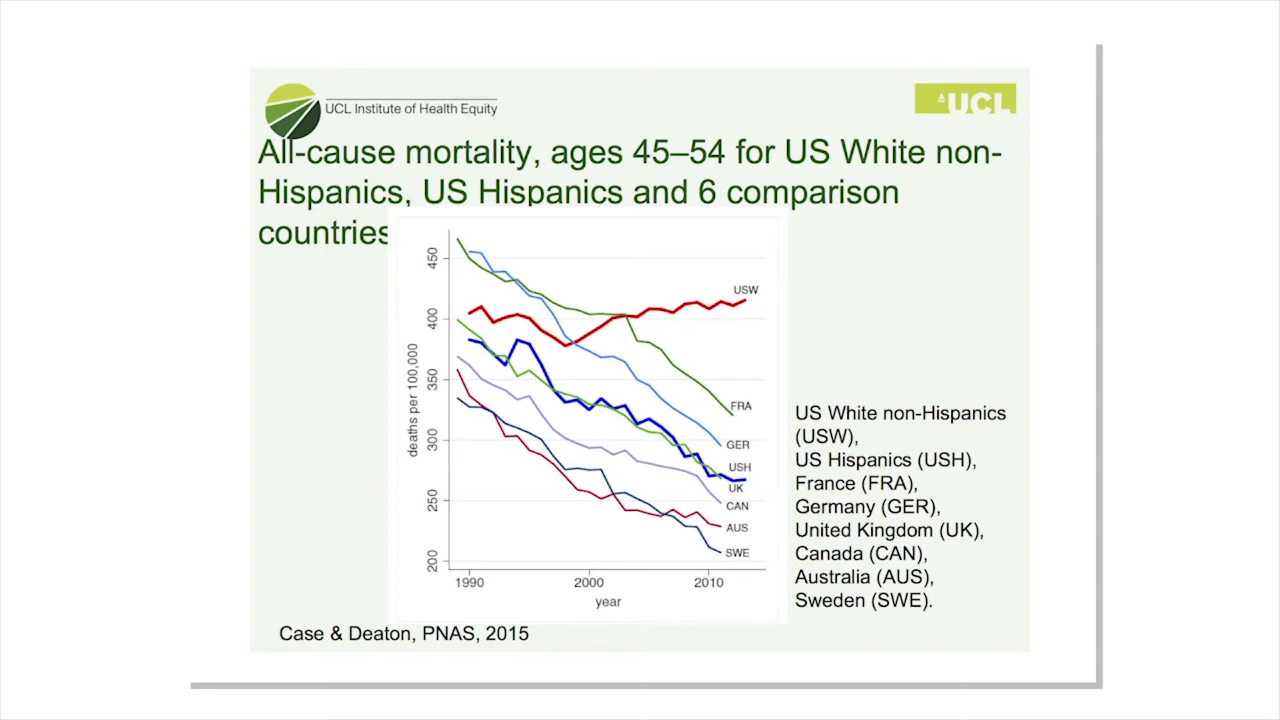 UCL Institute of Health Equity
UCL
All-cause mortality, ages 45–54 for US White non-
Hispanics, US Hispanics and 6 comparison
countries
deaths per 100,000
450
400
350
300
250
200
USW
FRA
GER
USH
UK
CAN
AUS
SWE
1990 2000 2010
year
US White non-Hispanics
(USW),
US Hispanics (USH),
France (FRA),
Germany (GER),
United Kingdom (UK),
Canada (CAN),
Australia (AUS),
Sweden (SWE).
Case & Deaton, PNAS, 2015